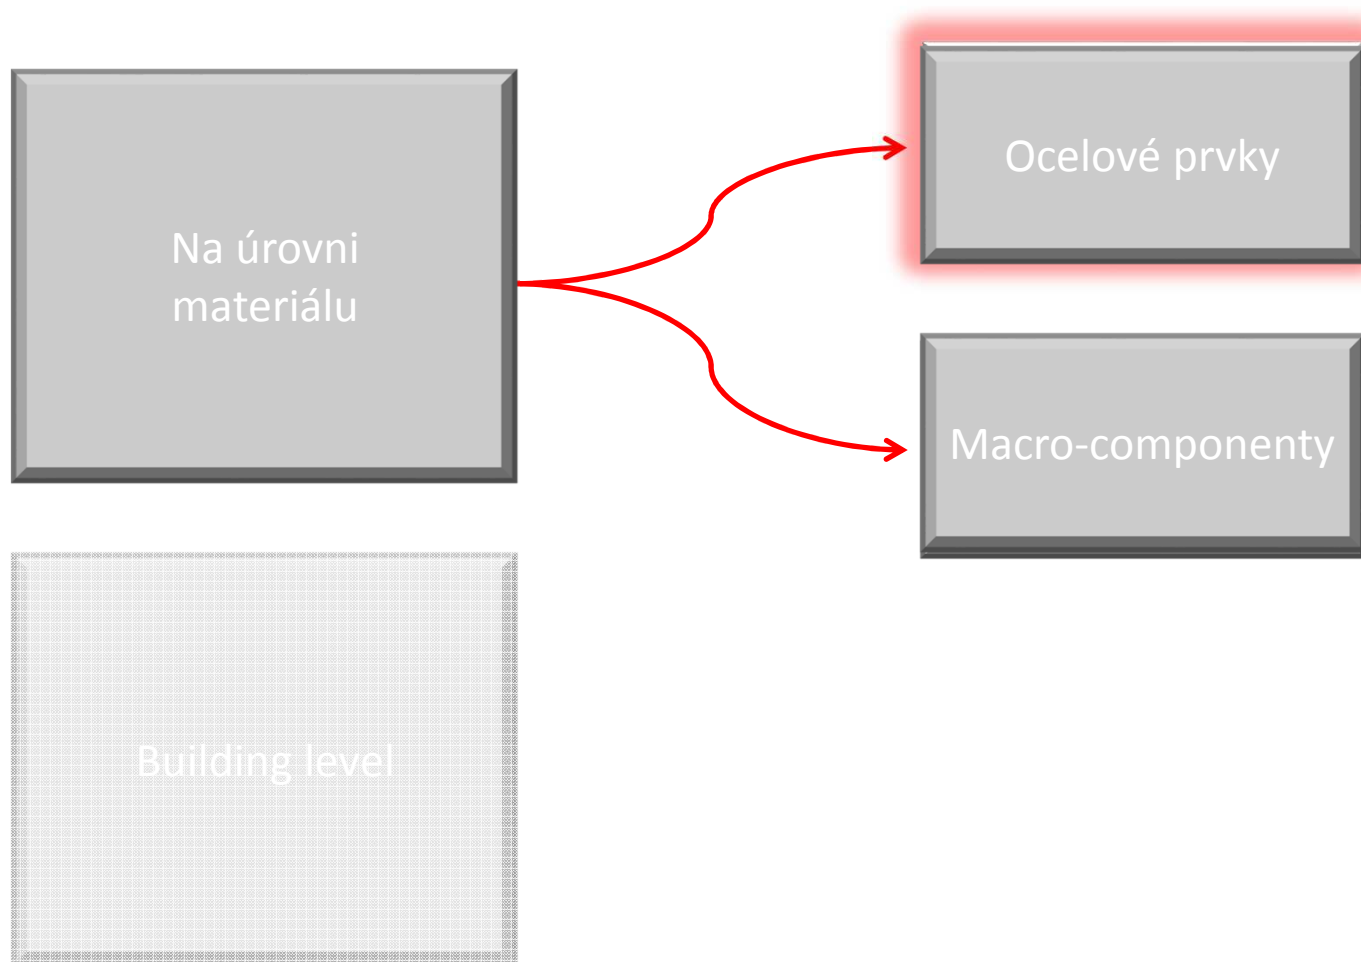 Na úrovni
materiálu
Ocelové prvky
Macro-componenty
Building level